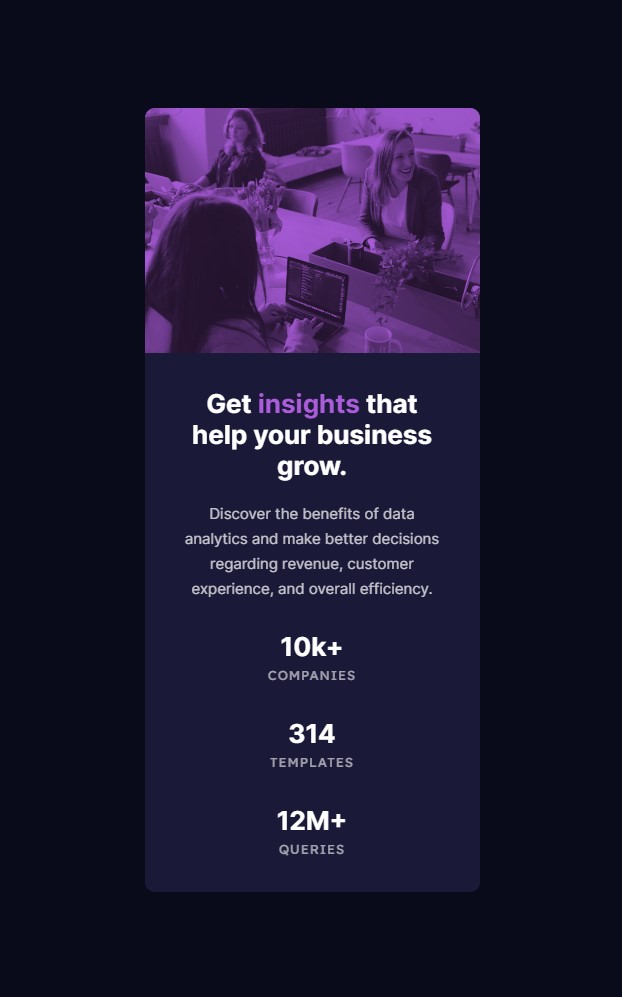 Get insights that
help your business
grow.
Discover the benefits of data
analytics and make better decisions
regarding revenue, customer
experience, and overall efficiency.
10k+
COMPANIES
314
TEMPLATES
12M+
QUERIES